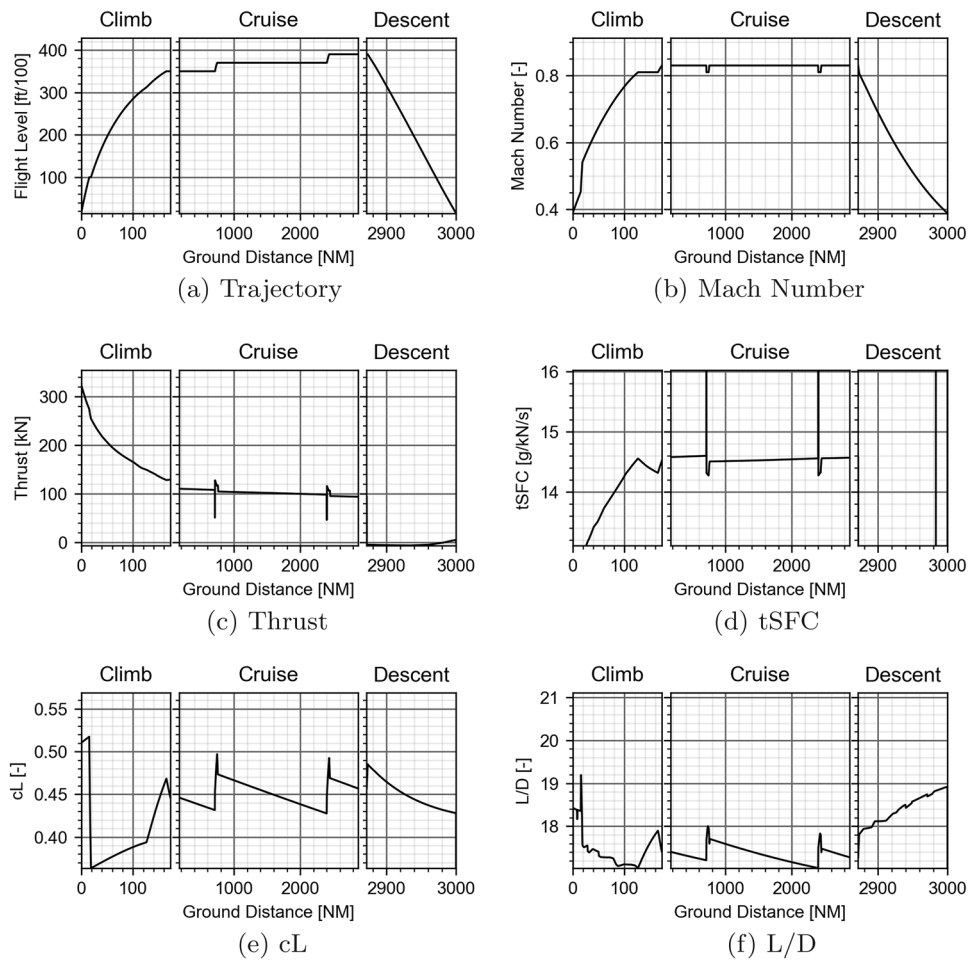 Climb Cruise Descent
Flight Level [ft/100]
400
300
200
100
0 100 1000 2000 2900 3000
Ground Distance [NM]
(a) Trajectory
Climb Cruise Descent
Mach Number [-]
0.8
0.6
0.4
0 100 1000 2000 2900 3000
Ground Distance [NM]
(b) Mach Number
Climb Cruise Descent
Thrust [kN]
300
200
100
0
0 100 1000 2000 2900 3000
Ground Distance [NM]
(c) Thrust
Climb Cruise Descent
tSFC [g/kN/s]
16
15
14
0 100 1000 2000 2900 3000
Ground Distance [NM]
(d) tSFC
Climb Cruise Descent
cL [-]
0.55
0.50
0.45
0.40
0 100 1000 2000 2900 3000
Ground Distance [NM]
(e) cL
Climb Cruise Descent
L/D [-]
21
20
19
18
0 100 1000 2000 2900 3000
Ground Distance [NM]
(f) L/D